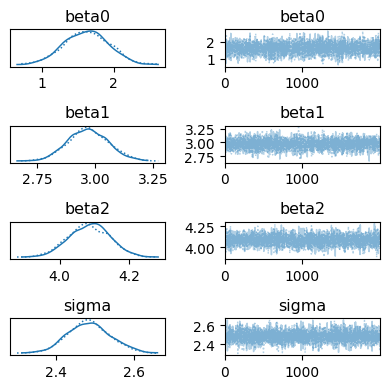 beta0 beta0
2
1
1 2 0 1000
beta1 beta1
3.25
3.00
2.75
2.75 3.00 3.25 0 1000
beta2 beta2
4.25
4.00
4.0 4.2 0 1000
sigma sigma
2.6
2.4
2.4 2.6 0 1000